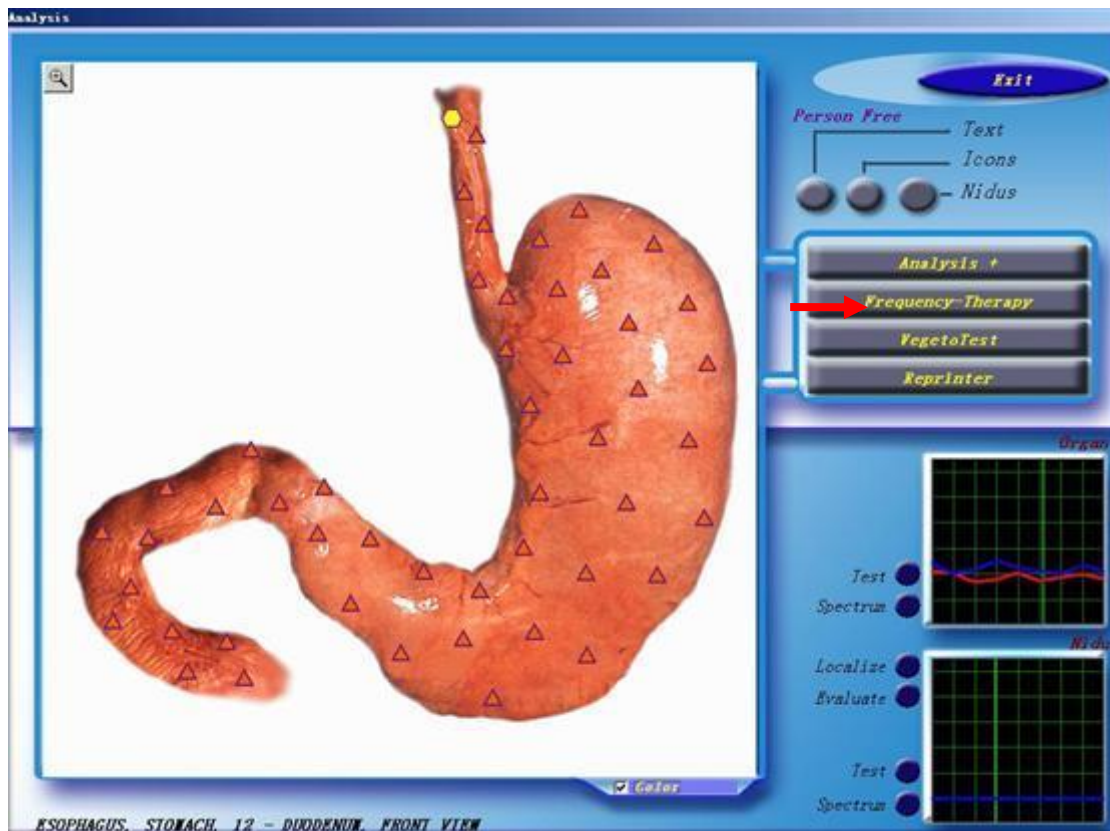 Analysis
Exit
Person Free
Text
Icons
Nidus
Analysis +
Frequency-Therapy
VegetoTest
Reprinter
Organ
Test
Spectrum
Nidu
Localize
Evaluate
Test
Spectrum
Color
ESOPHAGUS, STOMACH, 12 - DUODENUM, FRONT VIEW